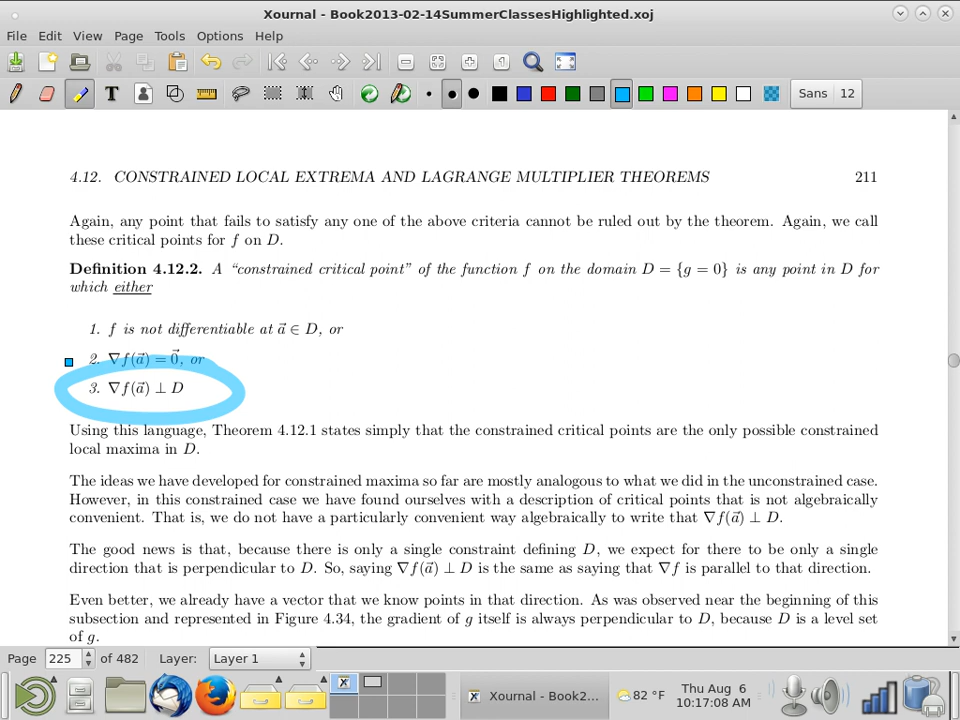 Xournal - Book2013-02-14SummerClassesHighlighted.xoj
File Edit View Page Tools Options Help
Sans 12
4.12. CONSTRAINED LOCAL EXTREMA AND LAGRANGE MULTIPLIER THEOREMS 211
Again, any point that fails to satisfy any one of the above criteria cannot be ruled out by the theorem. Again, we call
these critical points for f on D.
Definition 4.12.2. A “constrained critical point” of the function f on the domain D = {g = 0} is any point in D for
which either
1. f is not differentiable at a⃗ ∈ D, or
2. ∇f(a⃗) = 0⃗, or
3. ∇f(a⃗) ⊥ D
Using this language, Theorem 4.12.1 states simply that the constrained critical points are the only possible constrained
local maxima in D.
The ideas we have developed for constrained maxima so far are mostly analogous to what we did in the unconstrained case.
However, in this constrained case we have found ourselves with a description of critical points that is not algebraically
convenient. That is, we do not have a particularly convenient way algebraically to write that ∇f(a⃗) ⊥ D.
The good news is that, because there is only a single constraint defining D, we expect for there to be only a single
direction that is perpendicular to D. So, saying ∇f(a⃗) ⊥ D is the same as saying that ∇f is parallel to that direction.
Even better, we already have a vector that we know points in that direction. As was observed near the beginning of this
subsection and represented in Figure 4.34, the gradient of g itself is always perpendicular to D, because D is a level set
of g.
Page 225 of 482 Layer: Layer 1
Xournal - Book2...
82 °F
Thu Aug 6
10:17:08 AM